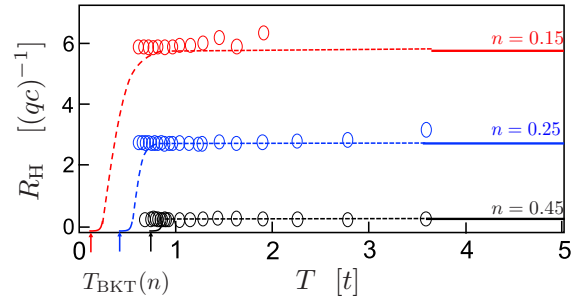 6
n = 0.15
4
R_H [(qc)^{-1}]
n = 0.25
2
n = 0.45
0
0 1 2 3 4 5
T_BKT(n) T [t]